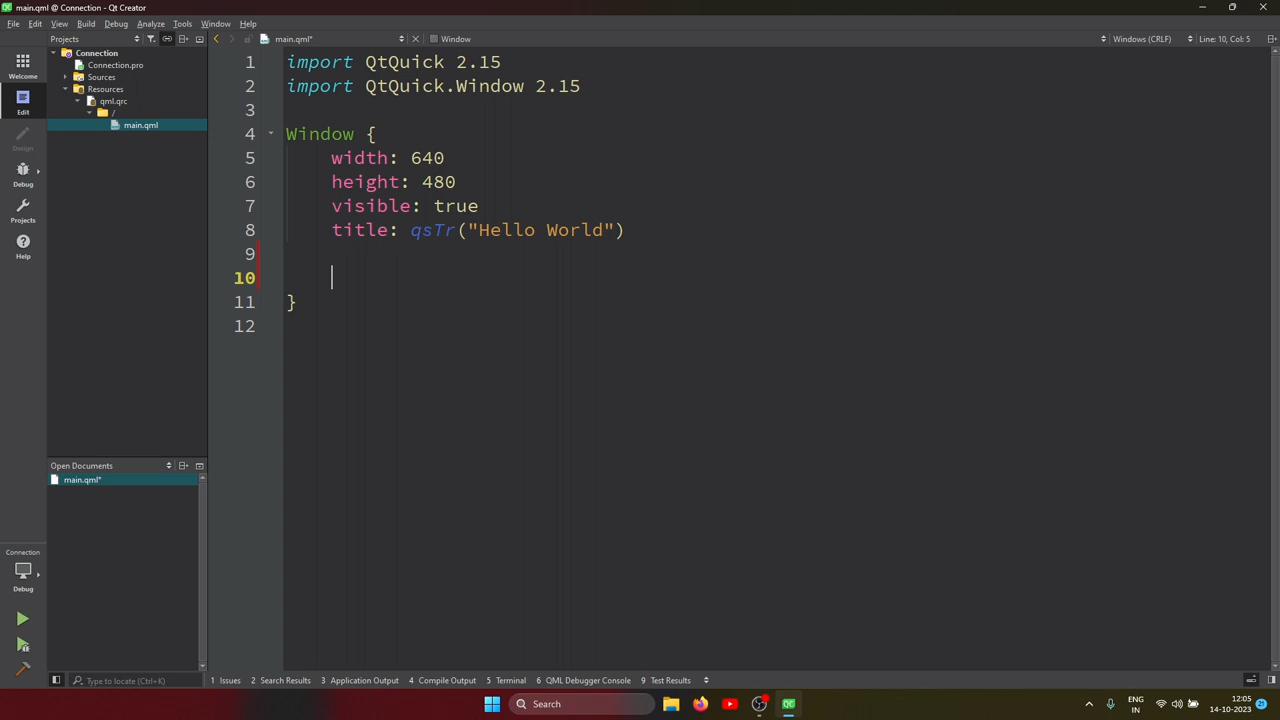 main.qml @ Connection - Qt Creator
File Edit View Build Debug Analyze Tools Window Help
Projects main.qml* Window Windows (CRLF) Line: 10, Col: 5
Welcome
Edit
Design
Debug
Projects
Help
Connection
Connection.pro
Sources
Resources
qml.qrc
/
main.qml
1 import QtQuick 2.15
2 import QtQuick.Window 2.15
3
4 Window {
5 width: 640
6 height: 480
7 visible: true
8 title: qsTr("Hello World")
9
10
11 }
12
Open Documents
main.qml*
Connection
Debug
Type to locate (Ctrl+K) 1 Issues 2 Search Results 3 Application Output 4 Compile Output 5 Terminal 6 QML Debugger Console 9 Test Results
Search
ENG
IN
12:05
14-10-2023
21